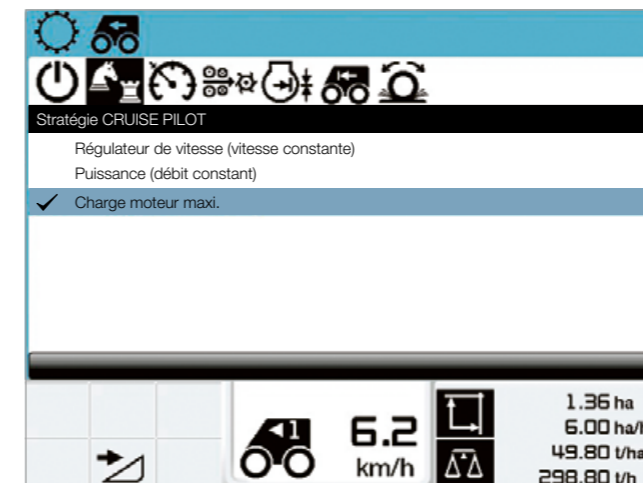 Stratégie CRUISE PILOT
Régulateur de vitesse (vitesse constante)
Puissance (débit constant)
Charge moteur maxi.
1
6.2
km/h
1.36 ha
6.00 ha/h
49.80 t/ha
298.80 t/h